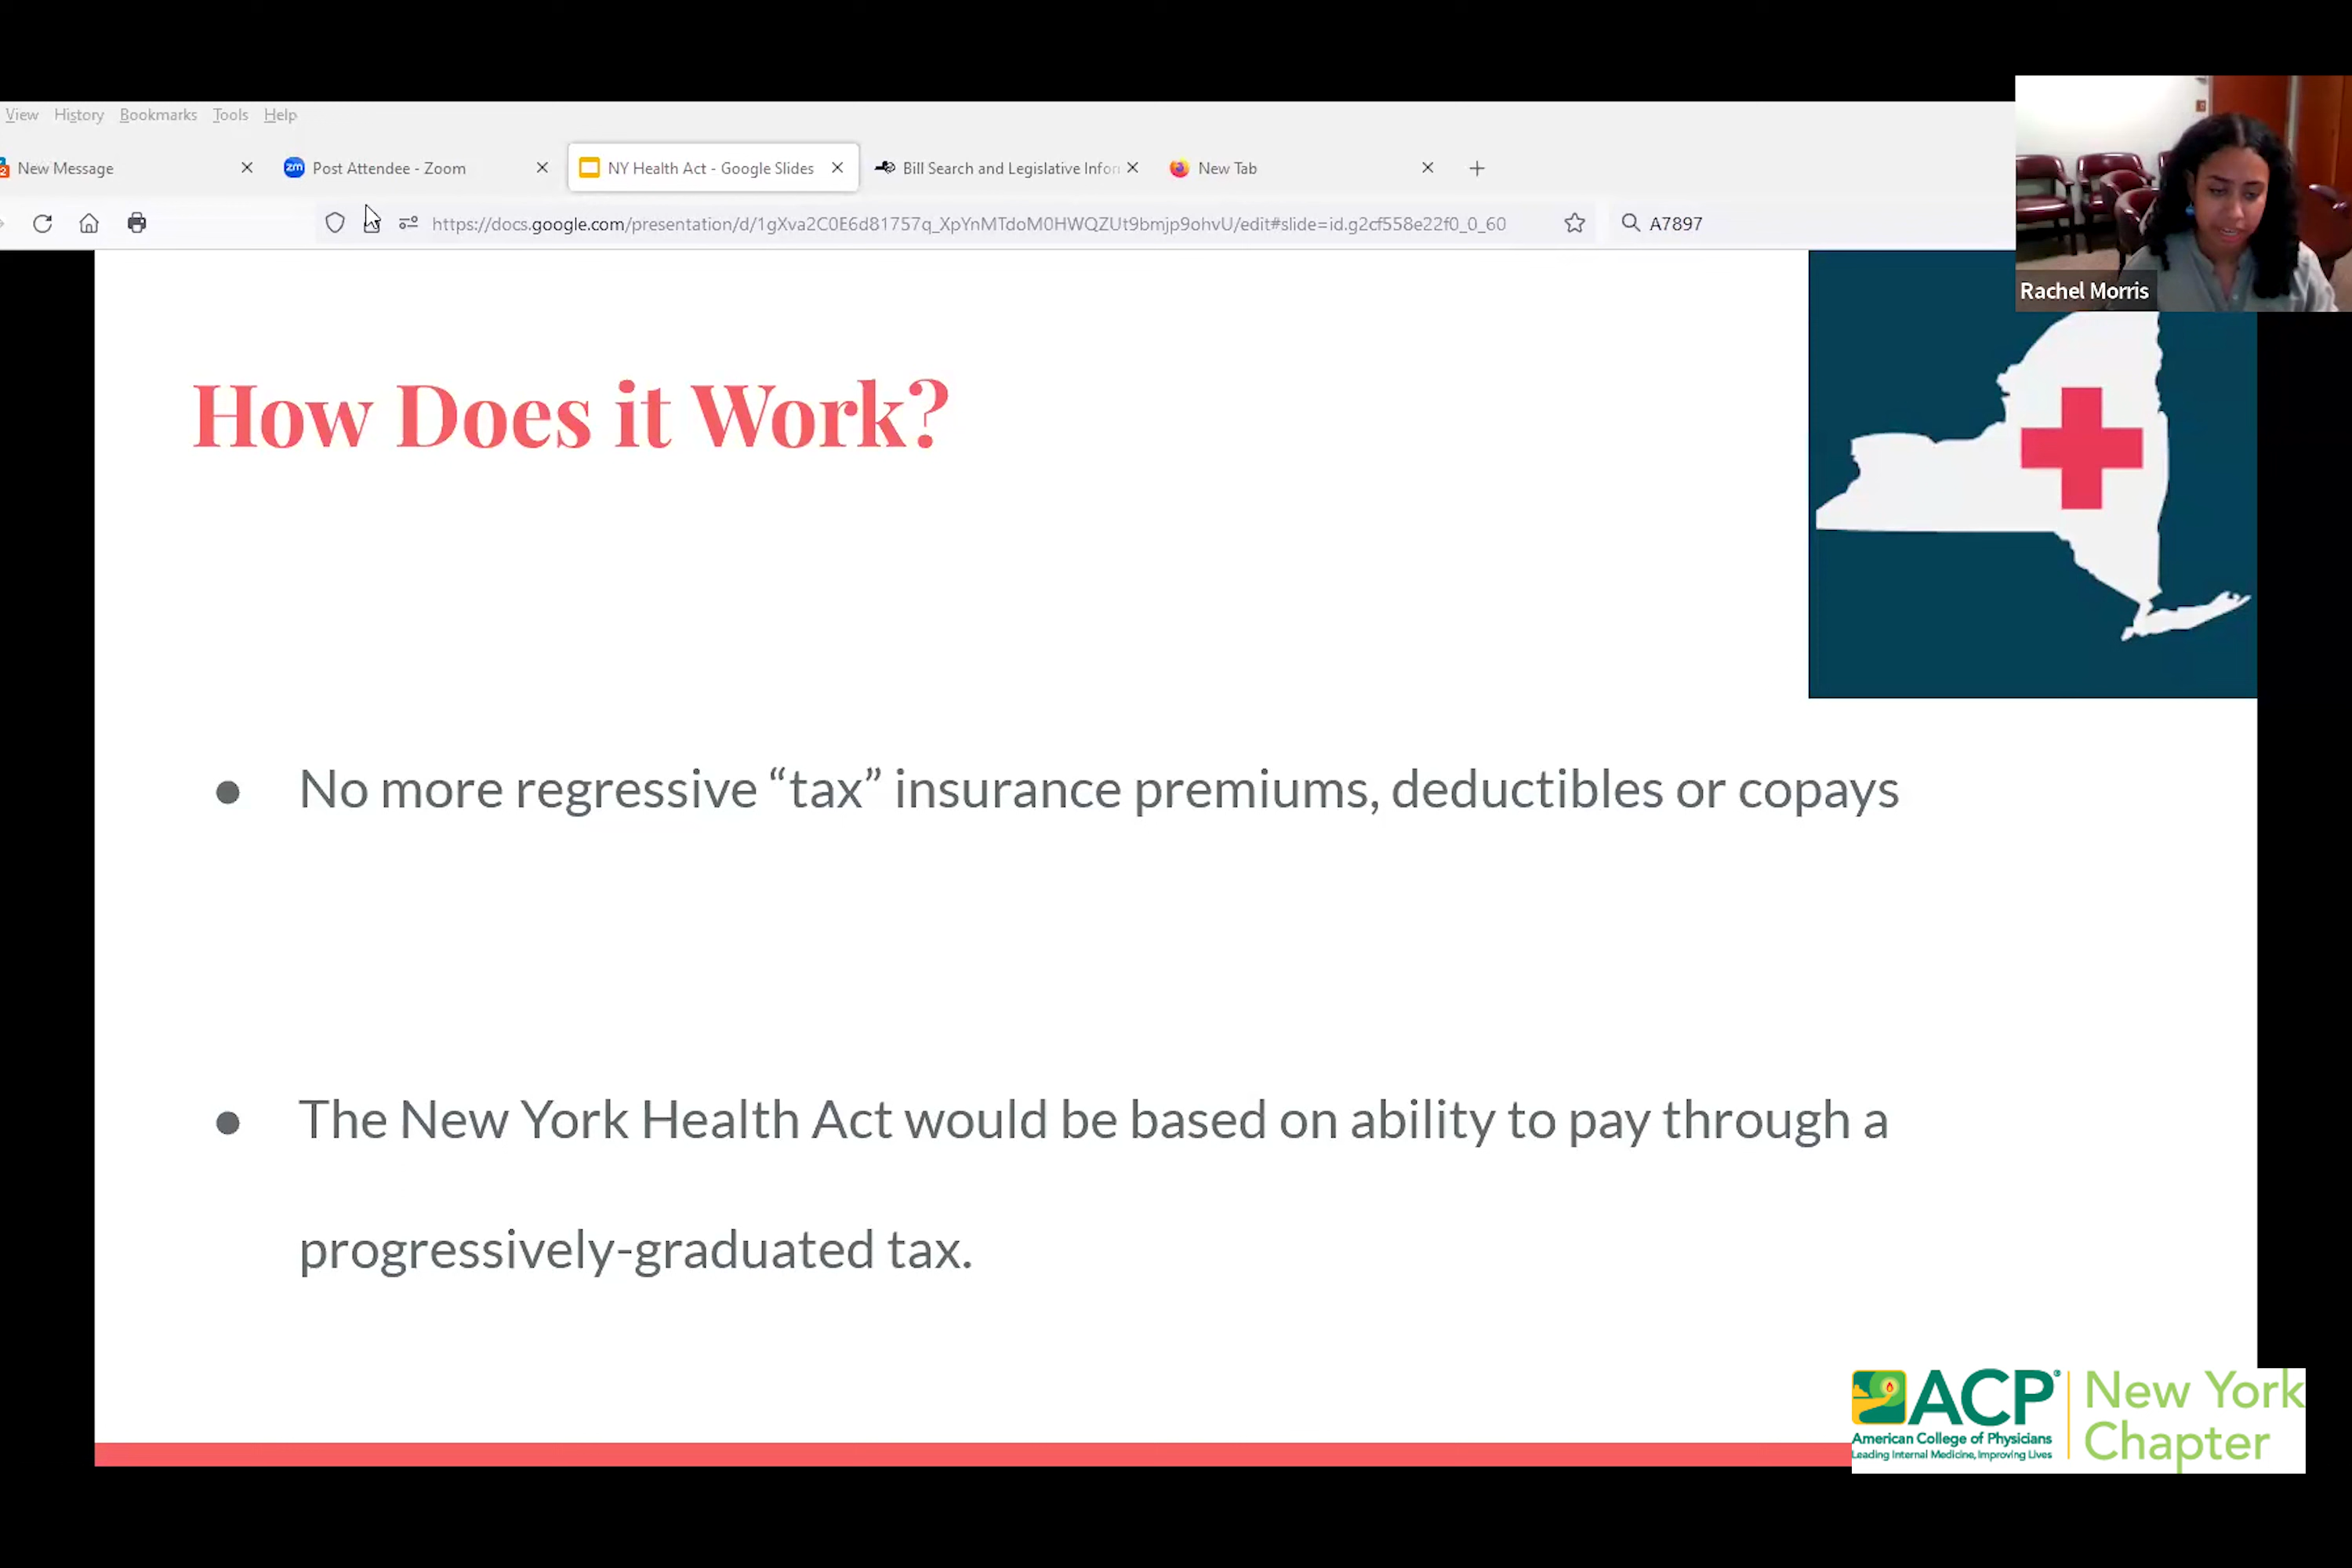 View History Bookmarks Tools Help
New Message
Post Attendee - Zoom
NY Health Act - Google Slides
Bill Search and Legislative Infor
New Tab
https://docs.google.com/presentation/d/1gXva2C0E6d81757q_XpYnMTdoM0HWQZUt9bmjp9ohvU/edit#slide=id.g2cf558e22f0_0_60
A7897
Rachel Morris
How Does it Work?
● No more regressive “tax” insurance premiums, deductibles or copays
● The New York Health Act would be based on ability to pay through a
progressively-graduated tax.
ACP®
American College of Physicians
Leading Internal Medicine, Improving Lives
New York
Chapter